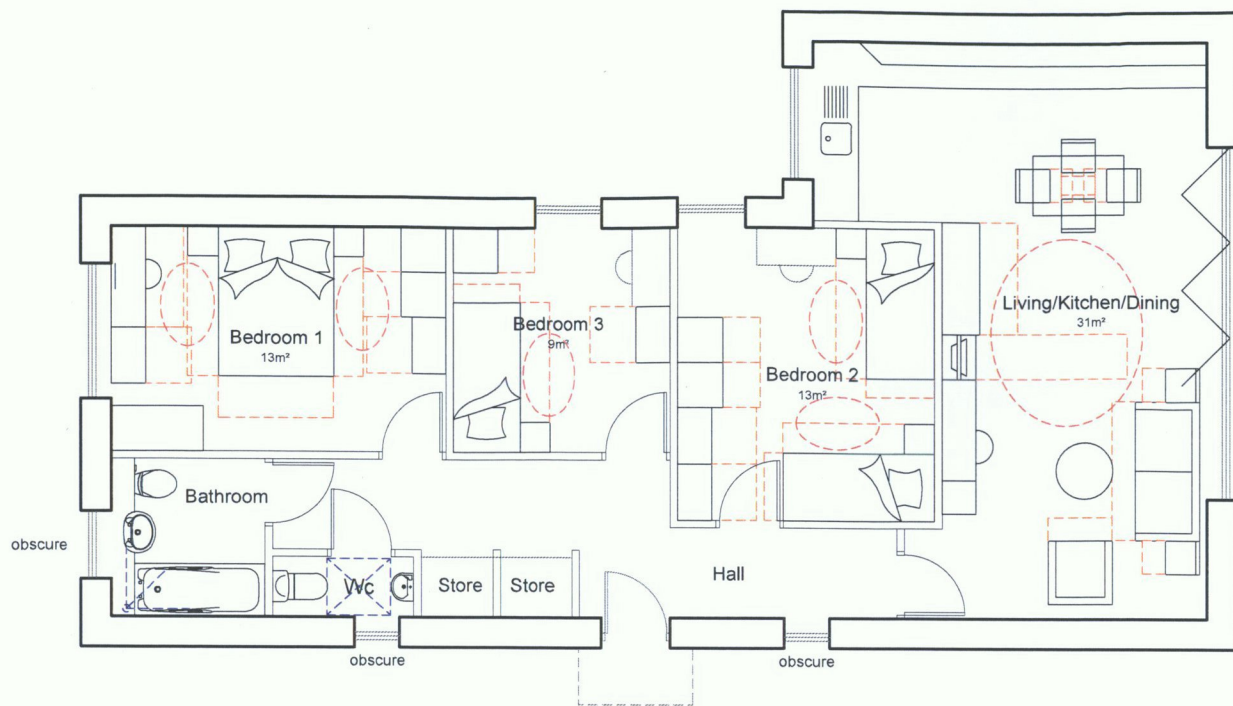 Living/Kitchen/Dining
31m²
Bedroom 1
13m²
Bedroom 3
9m²
Bedroom 2
13m²
Bathroom
obscure
Wc
Store
Store
Hall
obscure
obscure